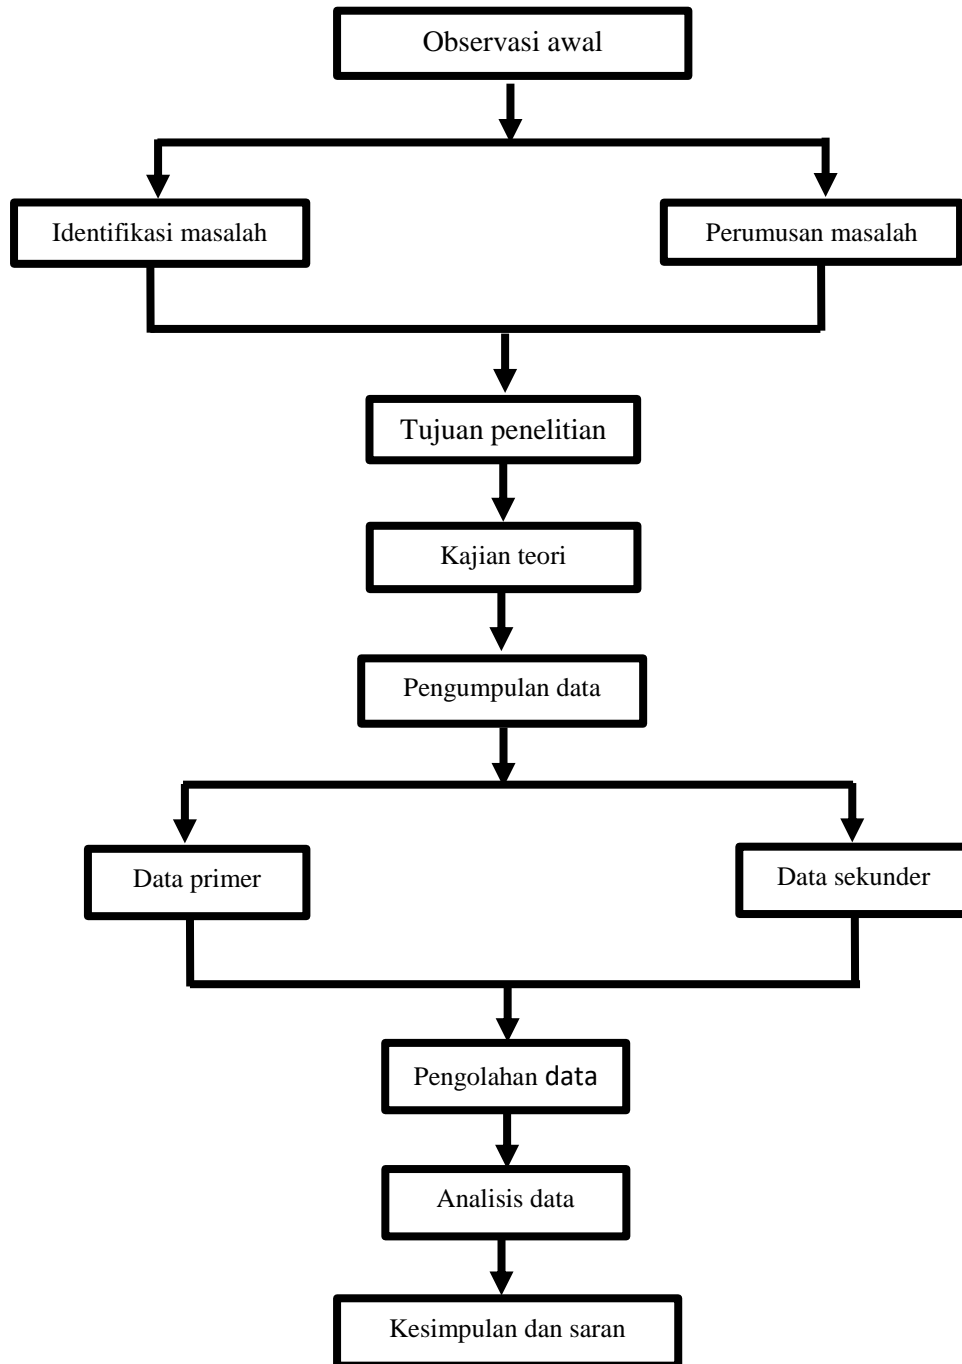 Observasi awal
Identifikasi masalah
Perumusan masalah
Tujuan penelitian
Kajian teori
Pengumpulan data
Data primer
Data sekunder
Pengolahan data
Analisis data
Kesimpulan dan saran